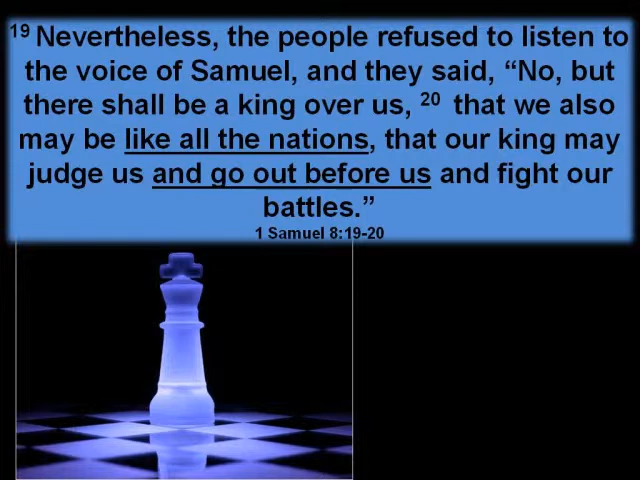 19 Nevertheless, the people refused to listen to
the voice of Samuel, and they said, “No, but
there shall be a king over us, 20 that we also
may be like all the nations, that our king may
judge us and go out before us and fight our
battles.”
1 Samuel 8:19-20